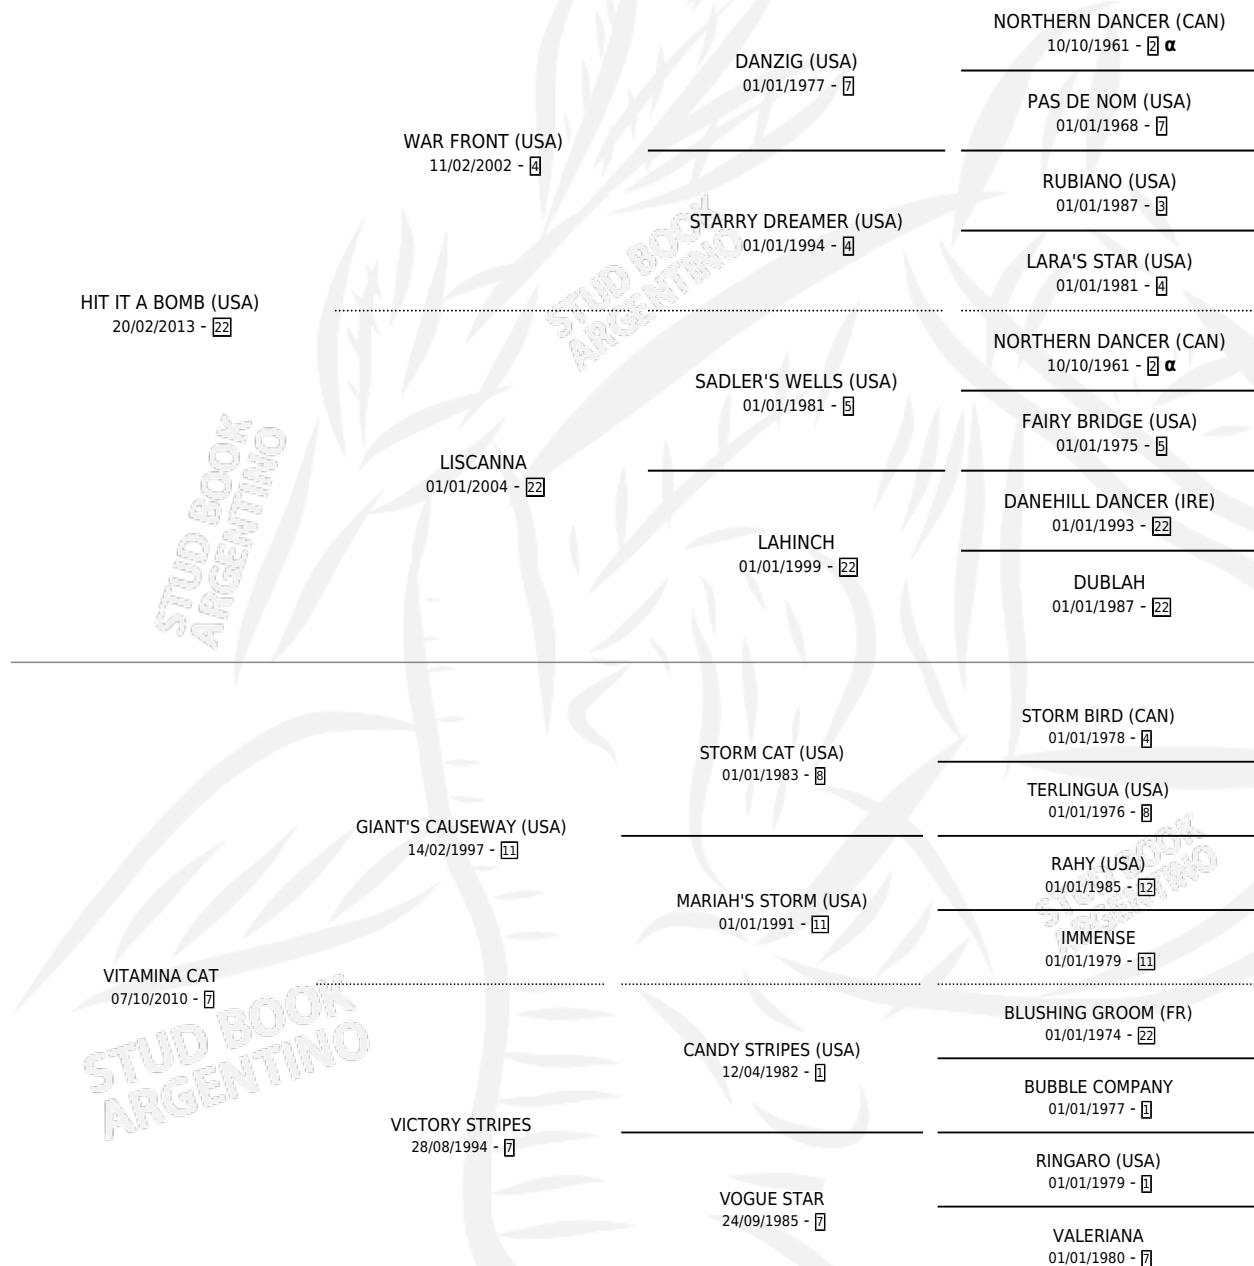 NORTHERN DANCER (CAN)
10/10/1961 - 2 α
DANZIG (USA)
01/01/1977 - 7
PAS DE NOM (USA)
01/01/1968 - 7
WAR FRONT (USA)
11/02/2002 - 4
RUBIANO (USA)
01/01/1987 - 3
STARRY DREAMER (USA)
01/01/1994 - 4
LARA'S STAR (USA)
01/01/1981 - 4
HIT IT A BOMB (USA)
20/02/2013 - 22
NORTHERN DANCER (CAN)
10/10/1961 - 2 α
SADLER'S WELLS (USA)
01/01/1981 - 5
FAIRY BRIDGE (USA)
01/01/1975 - 5
LISCANNA
01/01/2004 - 22
DANEHILL DANCER (IRE)
01/01/1993 - 22
LAHINCH
01/01/1999 - 22
DUBLAH
01/01/1987 - 22
STORM BIRD (CAN)
01/01/1978 - 4
STORM CAT (USA)
01/01/1983 - 8
TERLINGUA (USA)
01/01/1976 - 8
GIANT'S CAUSEWAY (USA)
14/02/1997 - 11
RAHY (USA)
01/01/1985 - 12
MARIAH'S STORM (USA)
01/01/1991 - 11
IMMENSE
01/01/1979 - 11
VITAMINA CAT
07/10/2010 - 7
BLUSHING GROOM (FR)
01/01/1974 - 22
CANDY STRIPES (USA)
12/04/1982 - 1
BUBBLE COMPANY
01/01/1977 - 1
VICTORY STRIPES
28/08/1994 - 7
RINGARO (USA)
01/01/1979 - 1
VOGUE STAR
24/09/1985 - 7
VALERIANA
01/01/1980 - 7
STUD BOOK
ARGENTINO
STUD BOOK
ARGENTINO
STUD BOOK
ARGENTINO
STUD BOOK
ARGENTINO